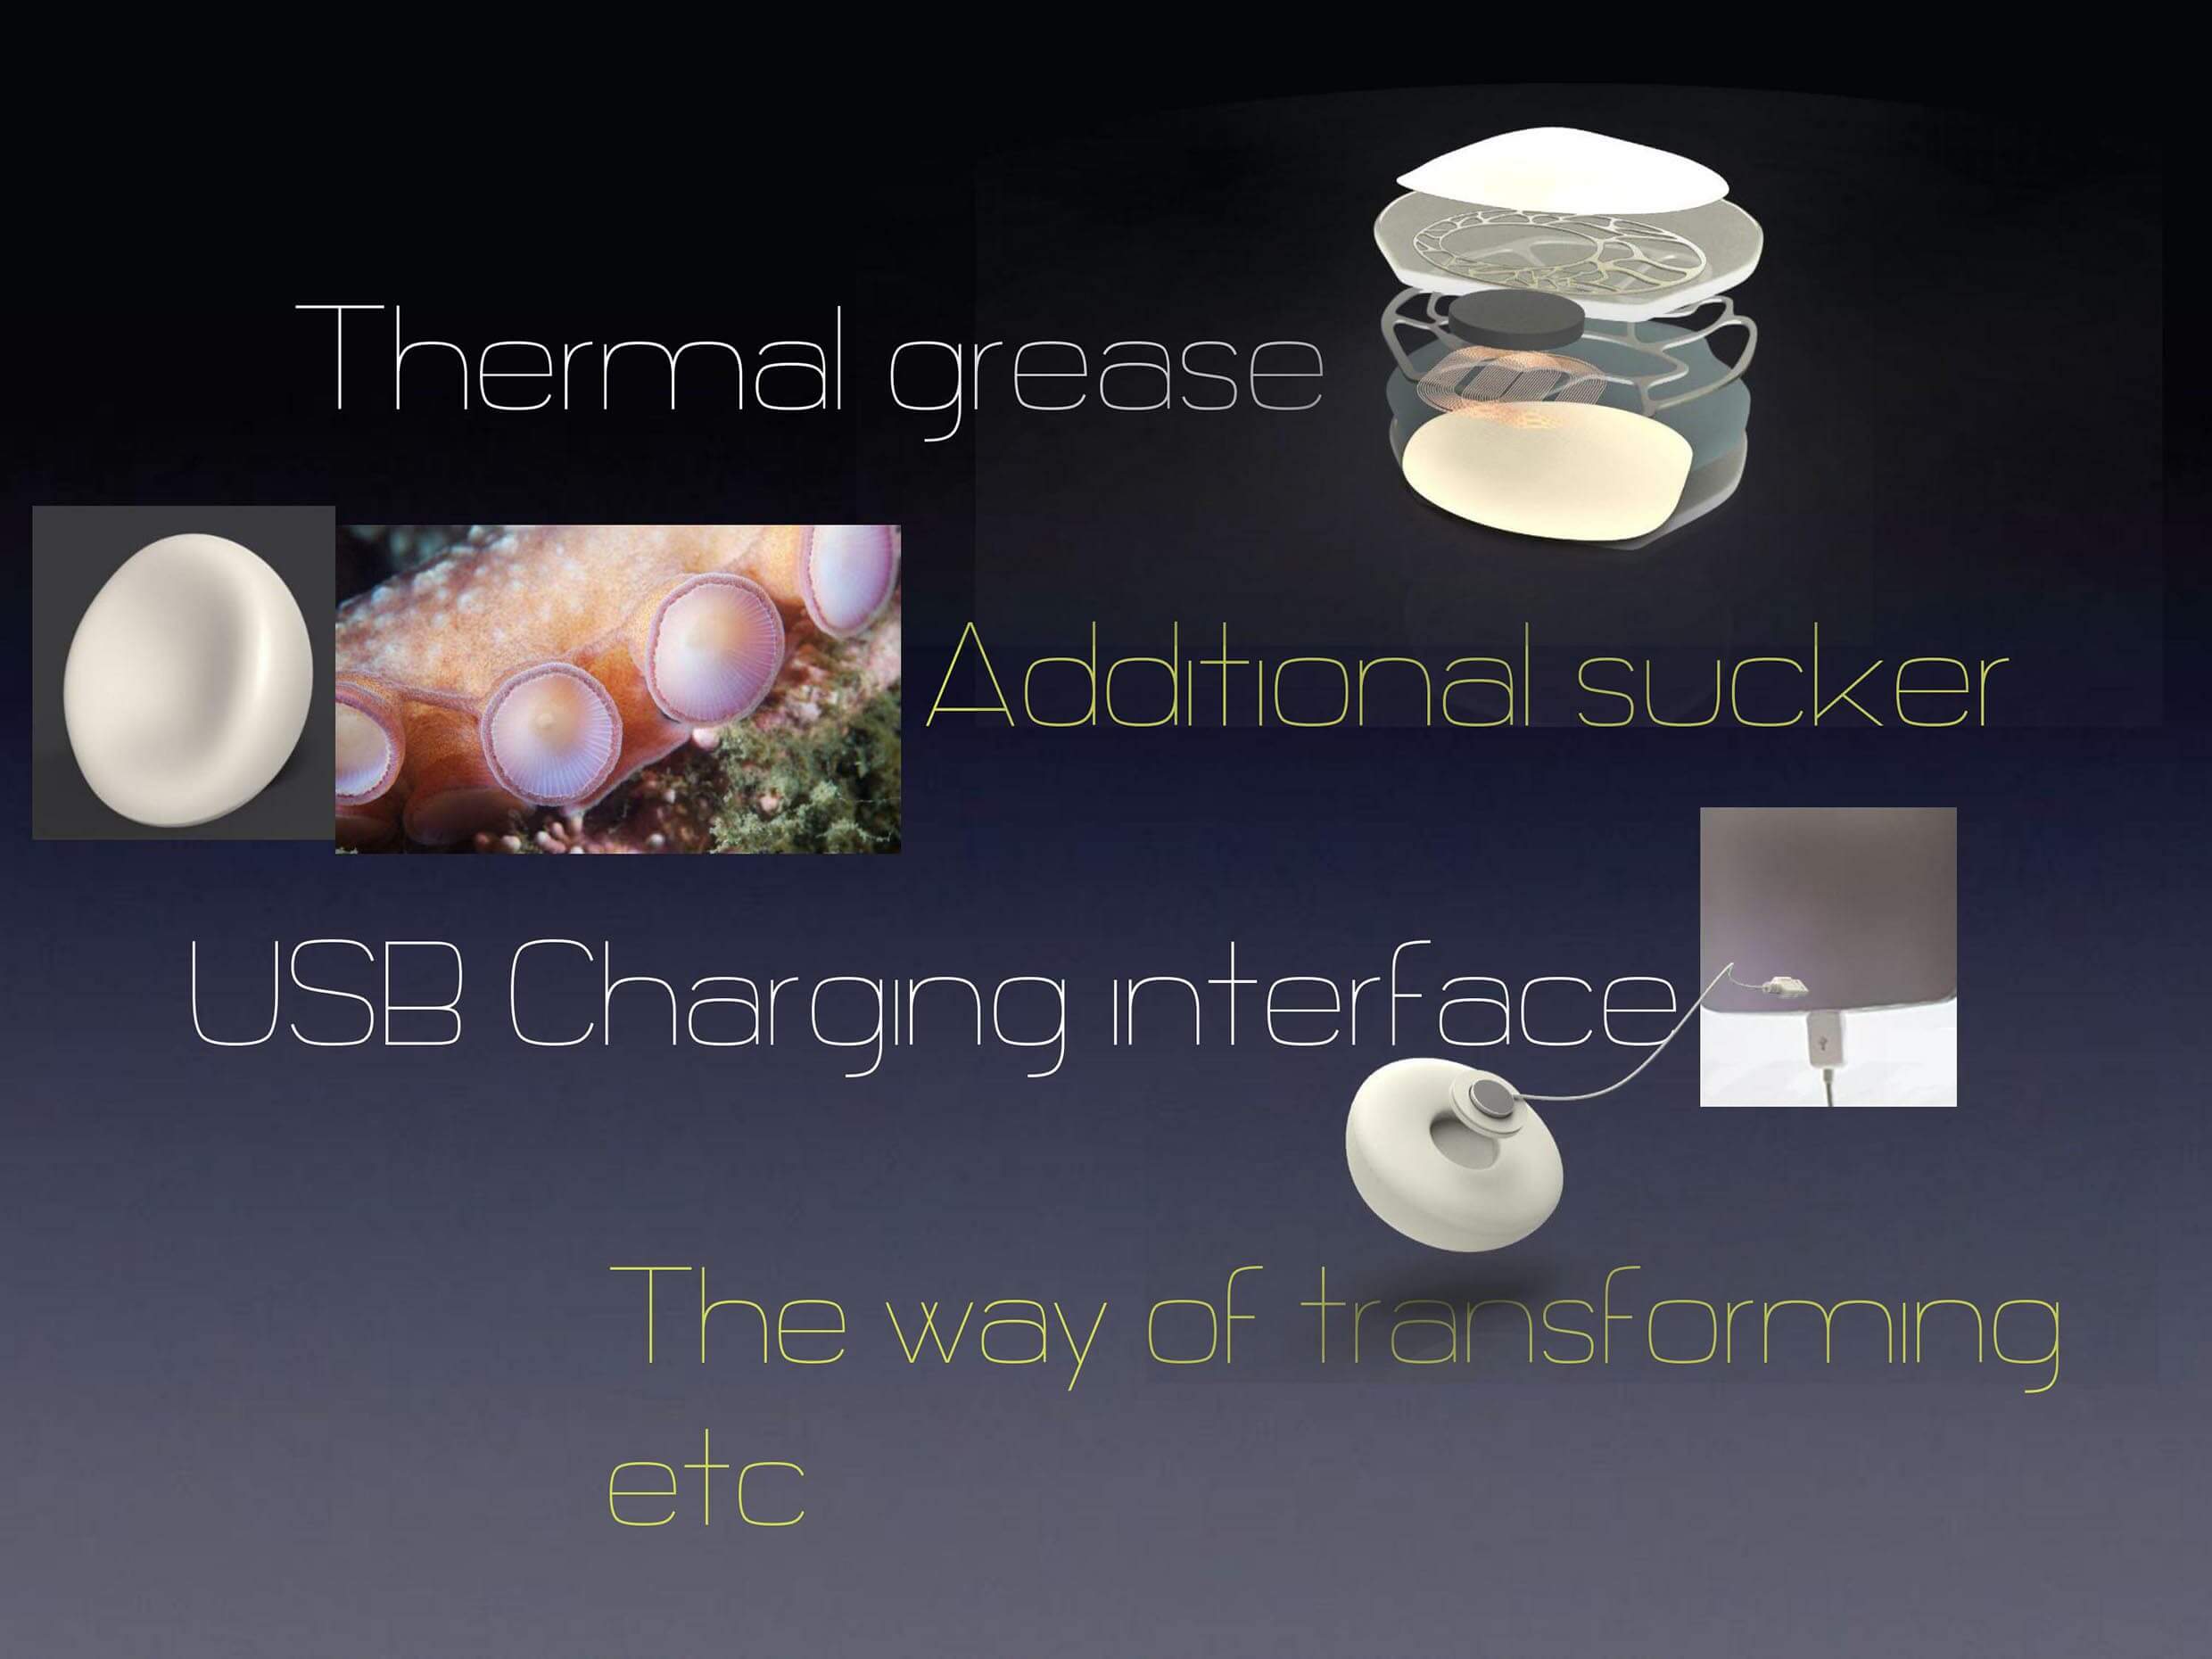 Thermal grease
Additional sucker
USB Charging interface
The way of transforming
etc